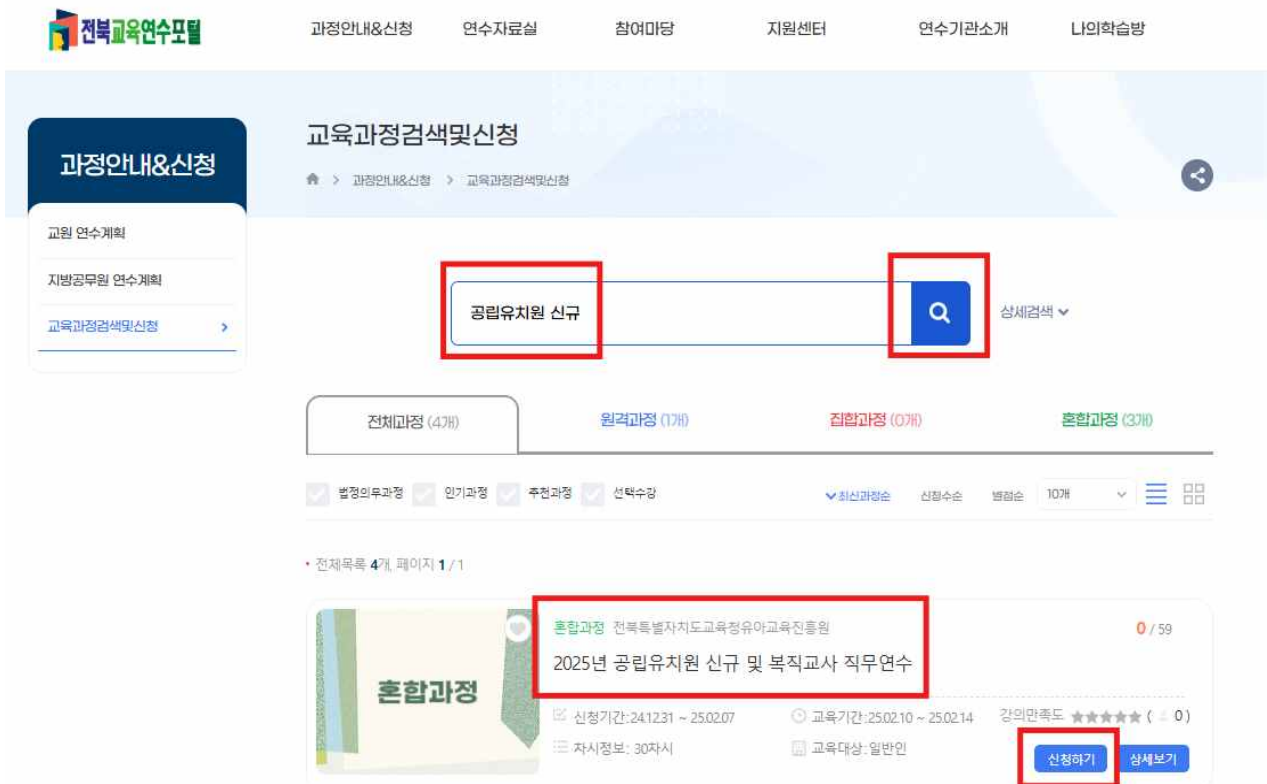 전북교육연수포털
과정안내&신청 연수자료실 참여마당 지원센터 연수기관소개 나의학습방
과정안내&신청
교원 연수계획
지방공무원 연수계획
교육과정검색및신청 >
교육과정검색및신청
> 과정안내&신청 > 교육과정검색및신청
공립유치원 신규
상세검색
전체과정 (4개) 원격과정 (1개) 집합과정 (0개) 혼합과정 (3개)
법정의무과정 인기과정 추천과정 선택수강 최신과정순 신청수순 별점순 10개
• 전체목록 4개, 페이지 1 / 1
혼합과정
혼합과정 전북특별자치도교육청유아교육진흥원 0 / 59
2025년 공립유치원 신규 및 복직교사 직무연수
신청기간:24.12.31 ~ 25.02.07 교육기간:25.02.10 ~ 25.02.14 강의만족도 ★★★★★ ( 0 )
차시정보: 30차시 교육대상:일반인
신청하기 상세보기